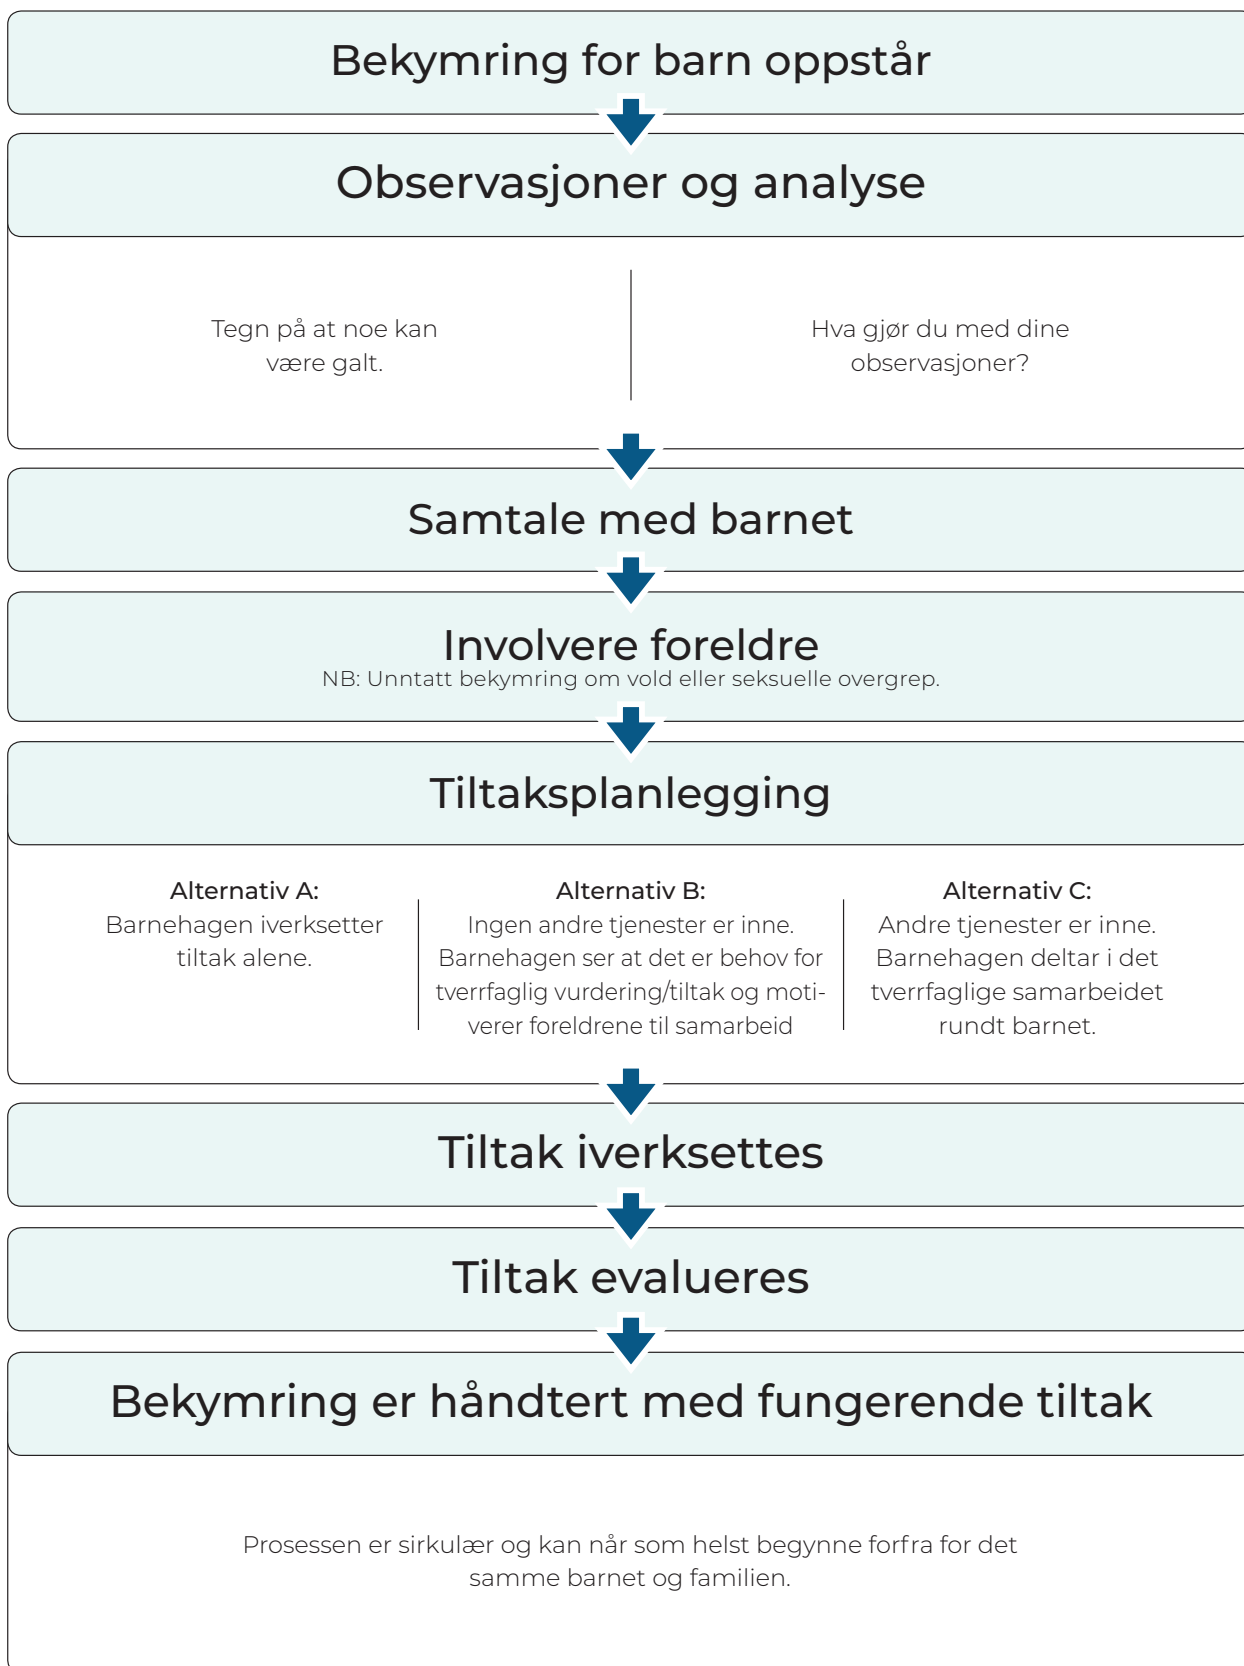 Bekymring for barn oppstår
Observasjoner og analyse
Tegn på at noe kan
være galt.
Hva gjør du med dine
observasjoner?
Samtale med barnet
Involvere foreldre
NB: Unntatt bekymring om vold eller seksuelle overgrep.
Tiltaksplanlegging
Alternativ A:
Barnehagen iverksetter
tiltak alene.
Alternativ B:
Ingen andre tjenester er inne.
Barnehagen ser at det er behov for
tverrfaglig vurdering/tiltak og moti-
verer foreldrene til samarbeid
Alternativ C:
Andre tjenester er inne.
Barnehagen deltar i det
tverrfaglige samarbeidet
rundt barnet.
Tiltak iverksettes
Tiltak evalueres
Bekymring er håndtert med fungerende tiltak
Prosessen er sirkulær og kan når som helst begynne forfra for det
samme barnet og familien.